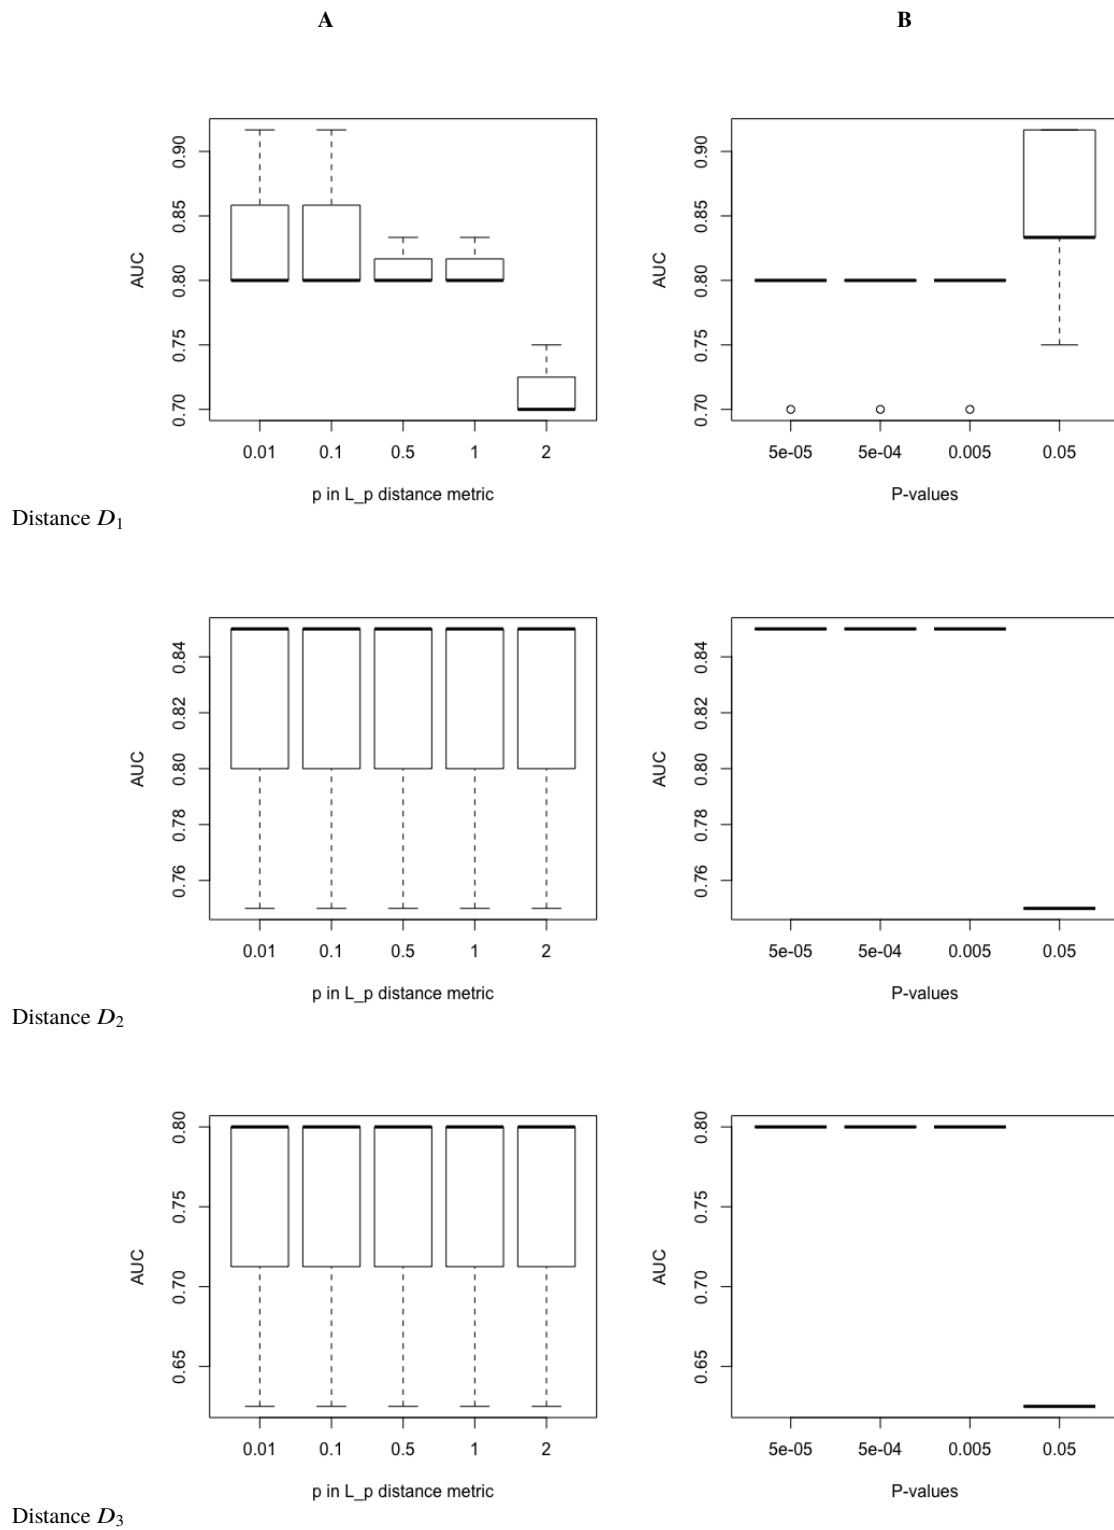 A B
0.90
0.85
0.80
0.75
0.70
AUC
0.01 0.1 0.5 1 2
p in L_p distance metric
0.90
0.85
0.80
0.75
0.70
AUC
5e-05 5e-04 0.005 0.05
P-values
Distance D₁
0.84
0.82
0.80
0.78
0.76
AUC
0.01 0.1 0.5 1 2
p in L_p distance metric
0.84
0.82
0.80
0.78
0.76
AUC
5e-05 5e-04 0.005 0.05
P-values
Distance D₂
0.80
0.75
0.70
0.65
AUC
0.01 0.1 0.5 1 2
p in L_p distance metric
0.80
0.75
0.70
0.65
AUC
5e-05 5e-04 0.005 0.05
P-values
Distance D₃